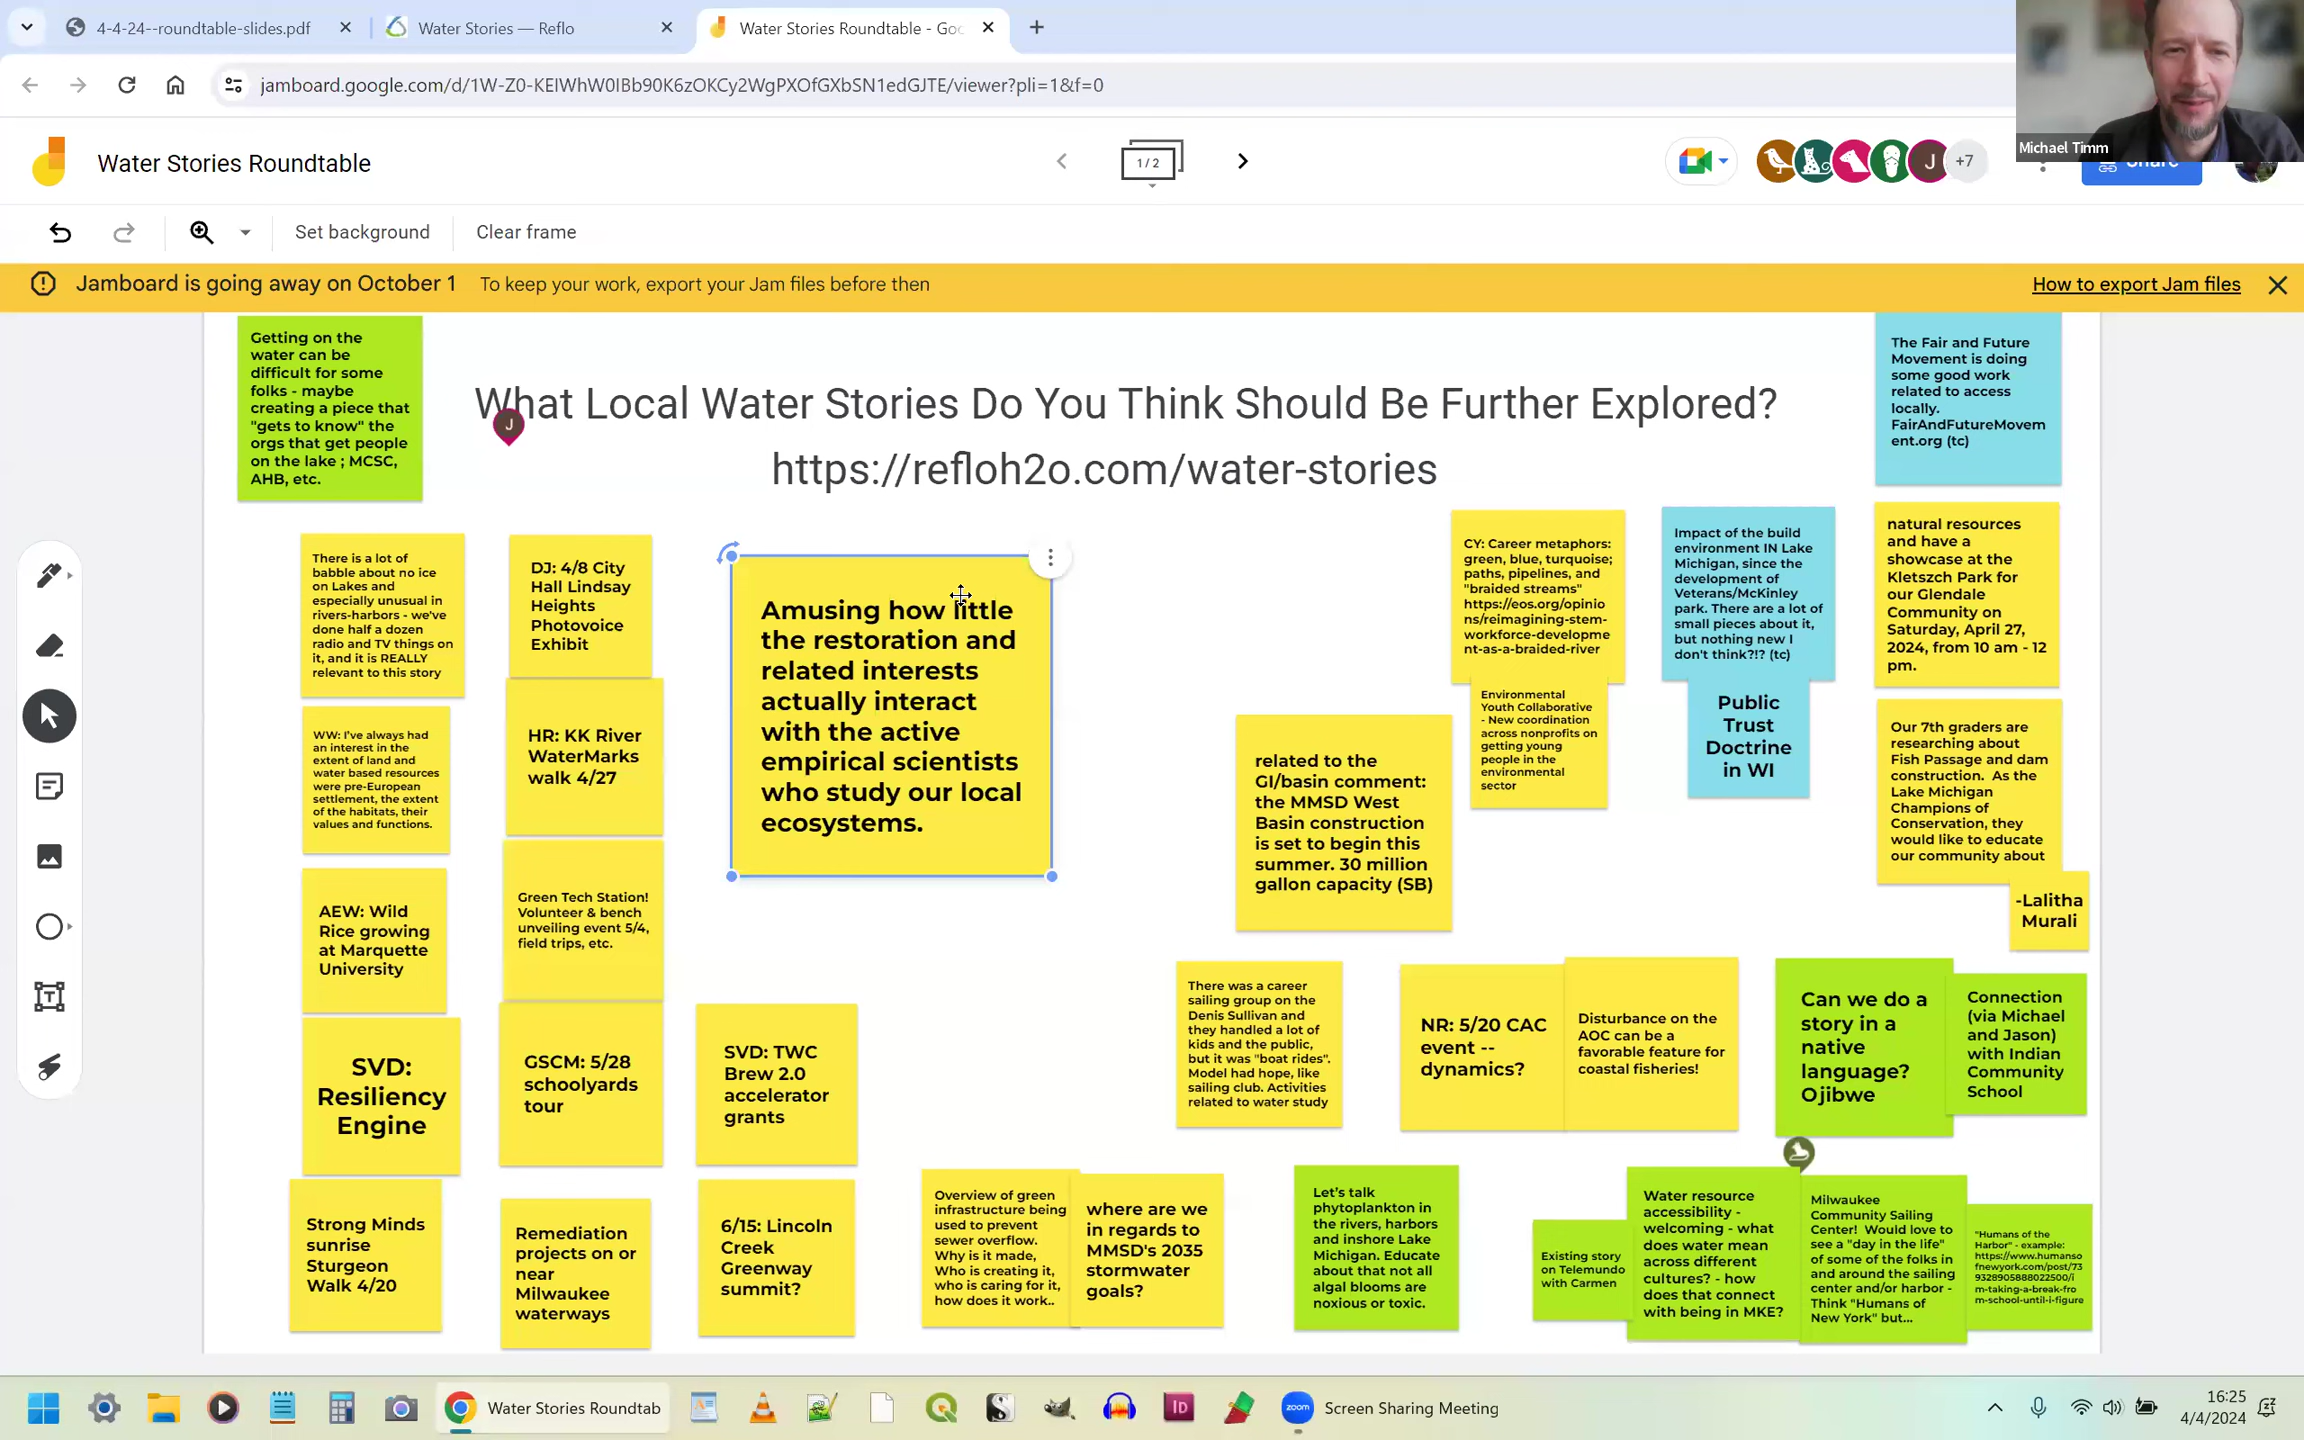 4-4-24--roundtable-slides.pdf
Water Stories — Reflo
Water Stories Roundtable - Goo
jamboard.google.com/d/1W-Z0-KEIWhW0IBb90K6zOKCy2WgPXOfGXbSN1edGJTE/viewer?pli=1&f=0
Michael Timm
Water Stories Roundtable
1 / 2
J
+7
Share
Set background
Clear frame
Jamboard is going away on October 1
To keep your work, export your Jam files before then
How to export Jam files
Getting on the
water can be
difficult for some
folks - maybe
creating a piece that
"gets to know" the
orgs that get people
on the lake ; MCSC,
AHB, etc.
What Local Water Stories Do You Think Should Be Further Explored?
J
https://refloh2o.com/water-stories
The Fair and Future
Movement is doing
some good work
related to access
locally.
FairAndFutureMovem
ent.org (tc)
There is a lot of
babble about no ice
on Lakes and
especially unusual in
rivers-harbors - we've
done half a dozen
radio and TV things on
it, and it is REALLY
relevant to this story
DJ: 4/8 City
Hall Lindsay
Heights
Photovoice
Exhibit
Amusing how little
the restoration and
related interests
actually interact
with the active
empirical scientists
who study our local
ecosystems.
CY: Career metaphors:
green, blue, turquoise;
paths, pipelines, and
"braided streams"
https://eos.org/opinio
ns/reimagining-stem-
workforce-developme
nt-as-a-braided-river
Impact of the build
environment IN Lake
Michigan, since the
development of
Veterans/McKinley
park. There are a lot of
small pieces about it,
but nothing new I
don't think?!? (tc)
natural resources
and have a
showcase at the
Kletszch Park for
our Glendale
Community on
Saturday, April 27,
2024, from 10 am - 12
pm.
WW: I've always had
an interest in the
extent of land and
water based resources
were pre-European
settlement, the extent
of the habitats, their
values and functions.
HR: KK River
WaterMarks
walk 4/27
related to the
GI/basin comment:
the MMSD West
Basin construction
is set to begin this
summer. 30 million
gallon capacity (SB)
Environmental
Youth Collaborative
- New coordination
across nonprofits on
getting young
people in the
environmental
sector
Public
Trust
Doctrine
in WI
Our 7th graders are
researching about
Fish Passage and dam
construction. As the
Lake Michigan
Champions of
Conservation, they
would like to educate
our community about
-Lalitha
Murali
AEW: Wild
Rice growing
at Marquette
University
Green Tech Station!
Volunteer & bench
unveiling event 5/4,
field trips, etc.
SVD:
Resiliency
Engine
GSCM: 5/28
schoolyards
tour
SVD: TWC
Brew 2.0
accelerator
grants
There was a career
sailing group on the
Denis Sullivan and
they handled a lot of
kids and the public,
but it was "boat rides".
Model had hope, like
sailing club. Activities
related to water study
NR: 5/20 CAC
event --
dynamics?
Disturbance on the
AOC can be a
favorable feature for
coastal fisheries!
Can we do a
story in a
native
language?
Ojibwe
Connection
(via Michael
and Jason)
with Indian
Community
School
Strong Minds
sunrise
Sturgeon
Walk 4/20
Remediation
projects on or
near
Milwaukee
waterways
6/15: Lincoln
Creek
Greenway
summit?
Overview of green
infrastructure being
used to prevent
sewer overflow.
Why is it made,
Who is creating it,
who is caring for it,
how does it work..
where are we
in regards to
MMSD's 2035
stormwater
goals?
Let's talk
phytoplankton in
the rivers, harbors
and inshore Lake
Michigan. Educate
about that not all
algal blooms are
noxious or toxic.
Existing story
on Telemundo
with Carmen
Water resource
accessibility -
welcoming - what
does water mean
across different
cultures? - how
does that connect
with being in MKE?
Milwaukee
Community Sailing
Center! Would love to
see a "day in the life"
of some of the folks in
and around the sailing
center and/or harbor -
Think "Humans of
New York" but...
"Humans of the
Harbor" - example:
https://www.humanso
fnewyork.com/post/73
9328905888022500/i
m-taking-a-break-fro
m-school-until-i-figure
Water Stories Roundtab
Id
zoom
Screen Sharing Meeting
16:25
4/4/2024